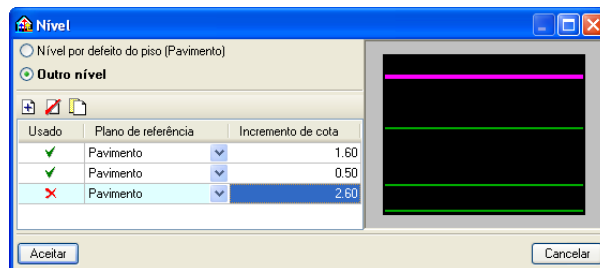 Nível
Nível por defeito do piso (Pavimento)
Outro nível
Usado Plano de referência Incremento de cota
Pavimento 1.60
Pavimento 0.50
Pavimento 2.60
Aceitar Cancelar